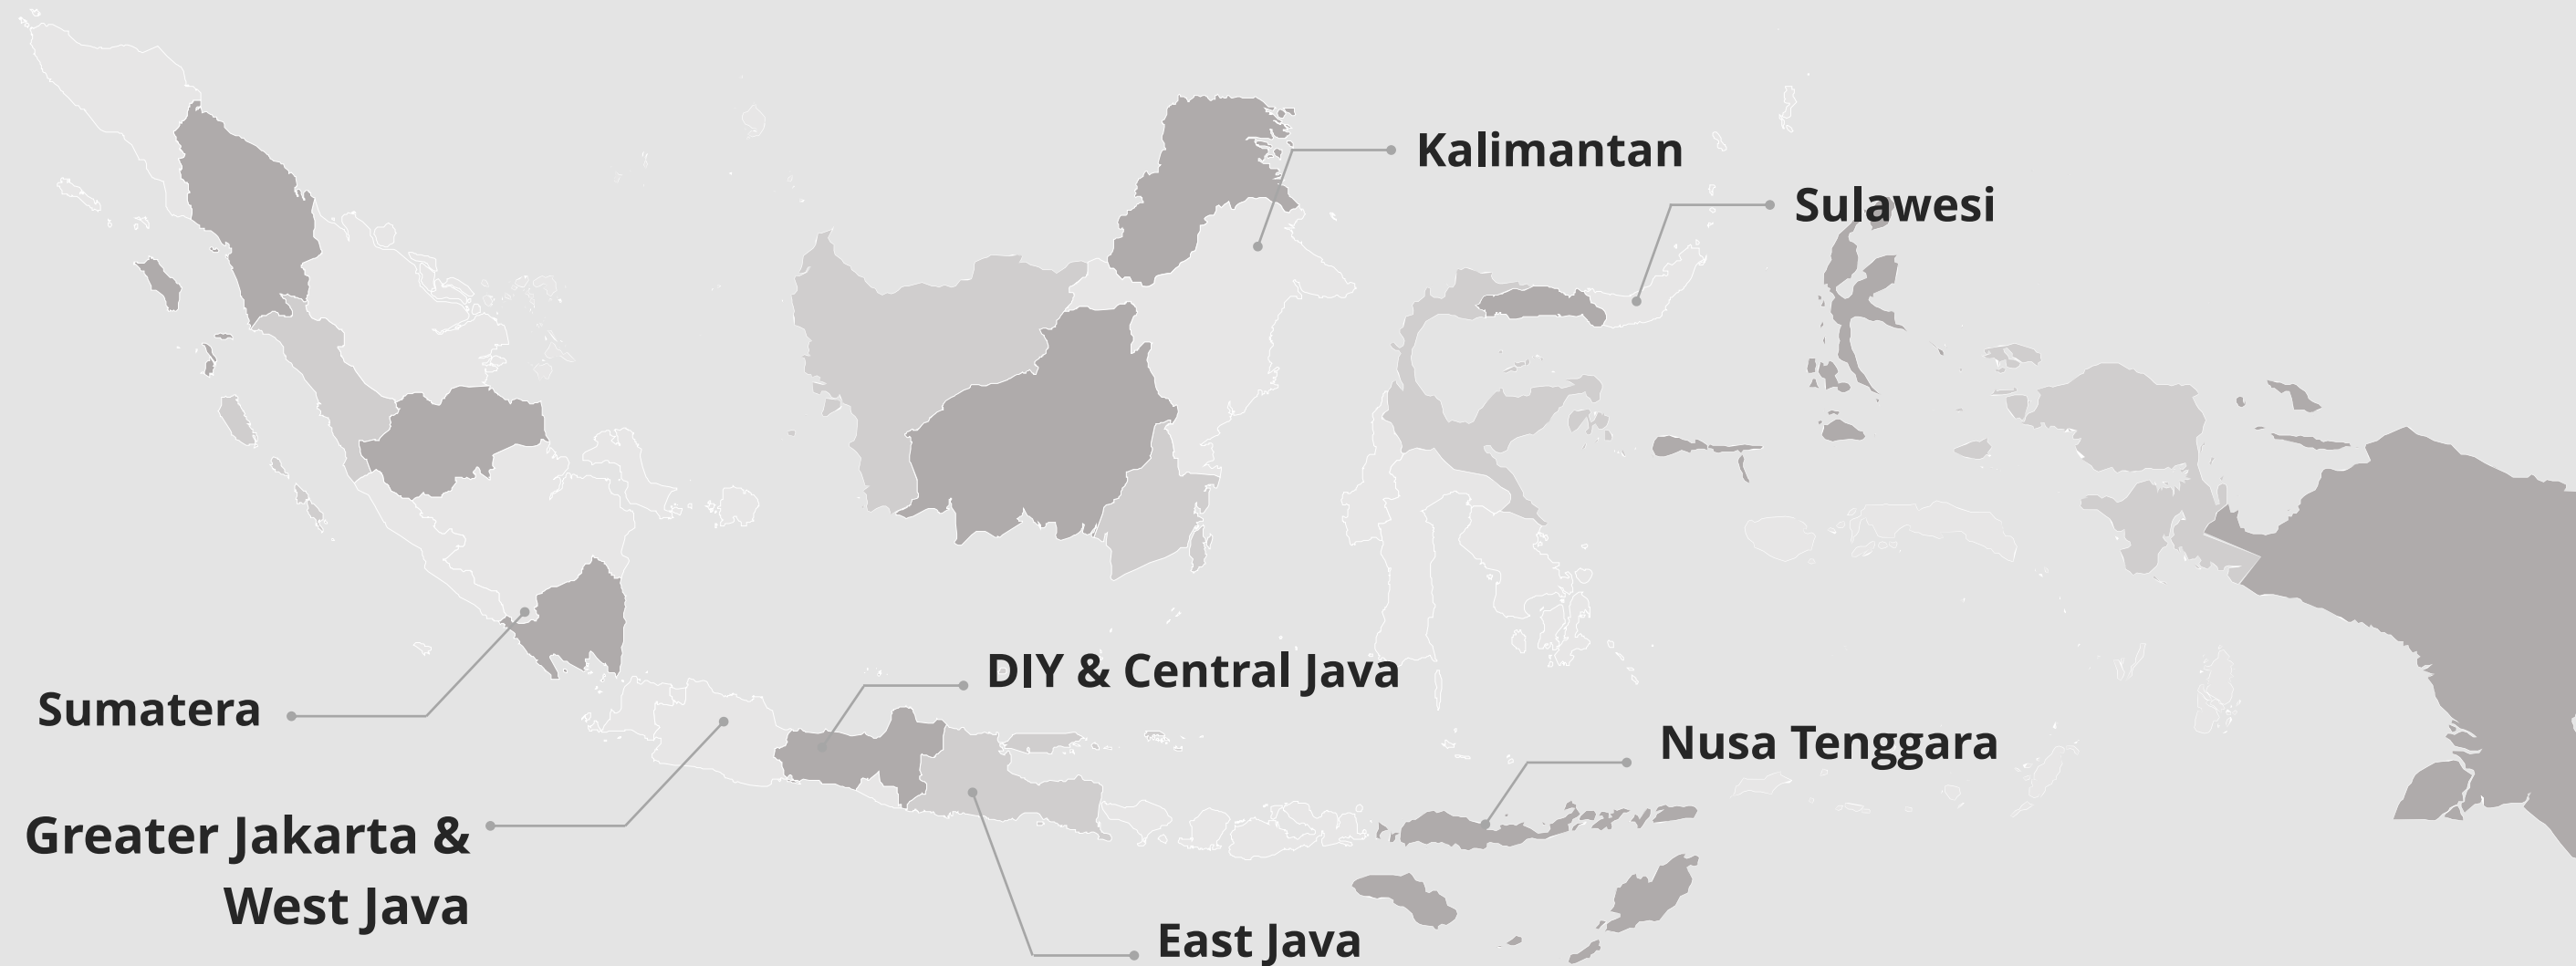 Kalimantan
Sulawesi
DIY & Central Java
Sumatera
Nusa Tenggara
Greater Jakarta &
West Java
East Java